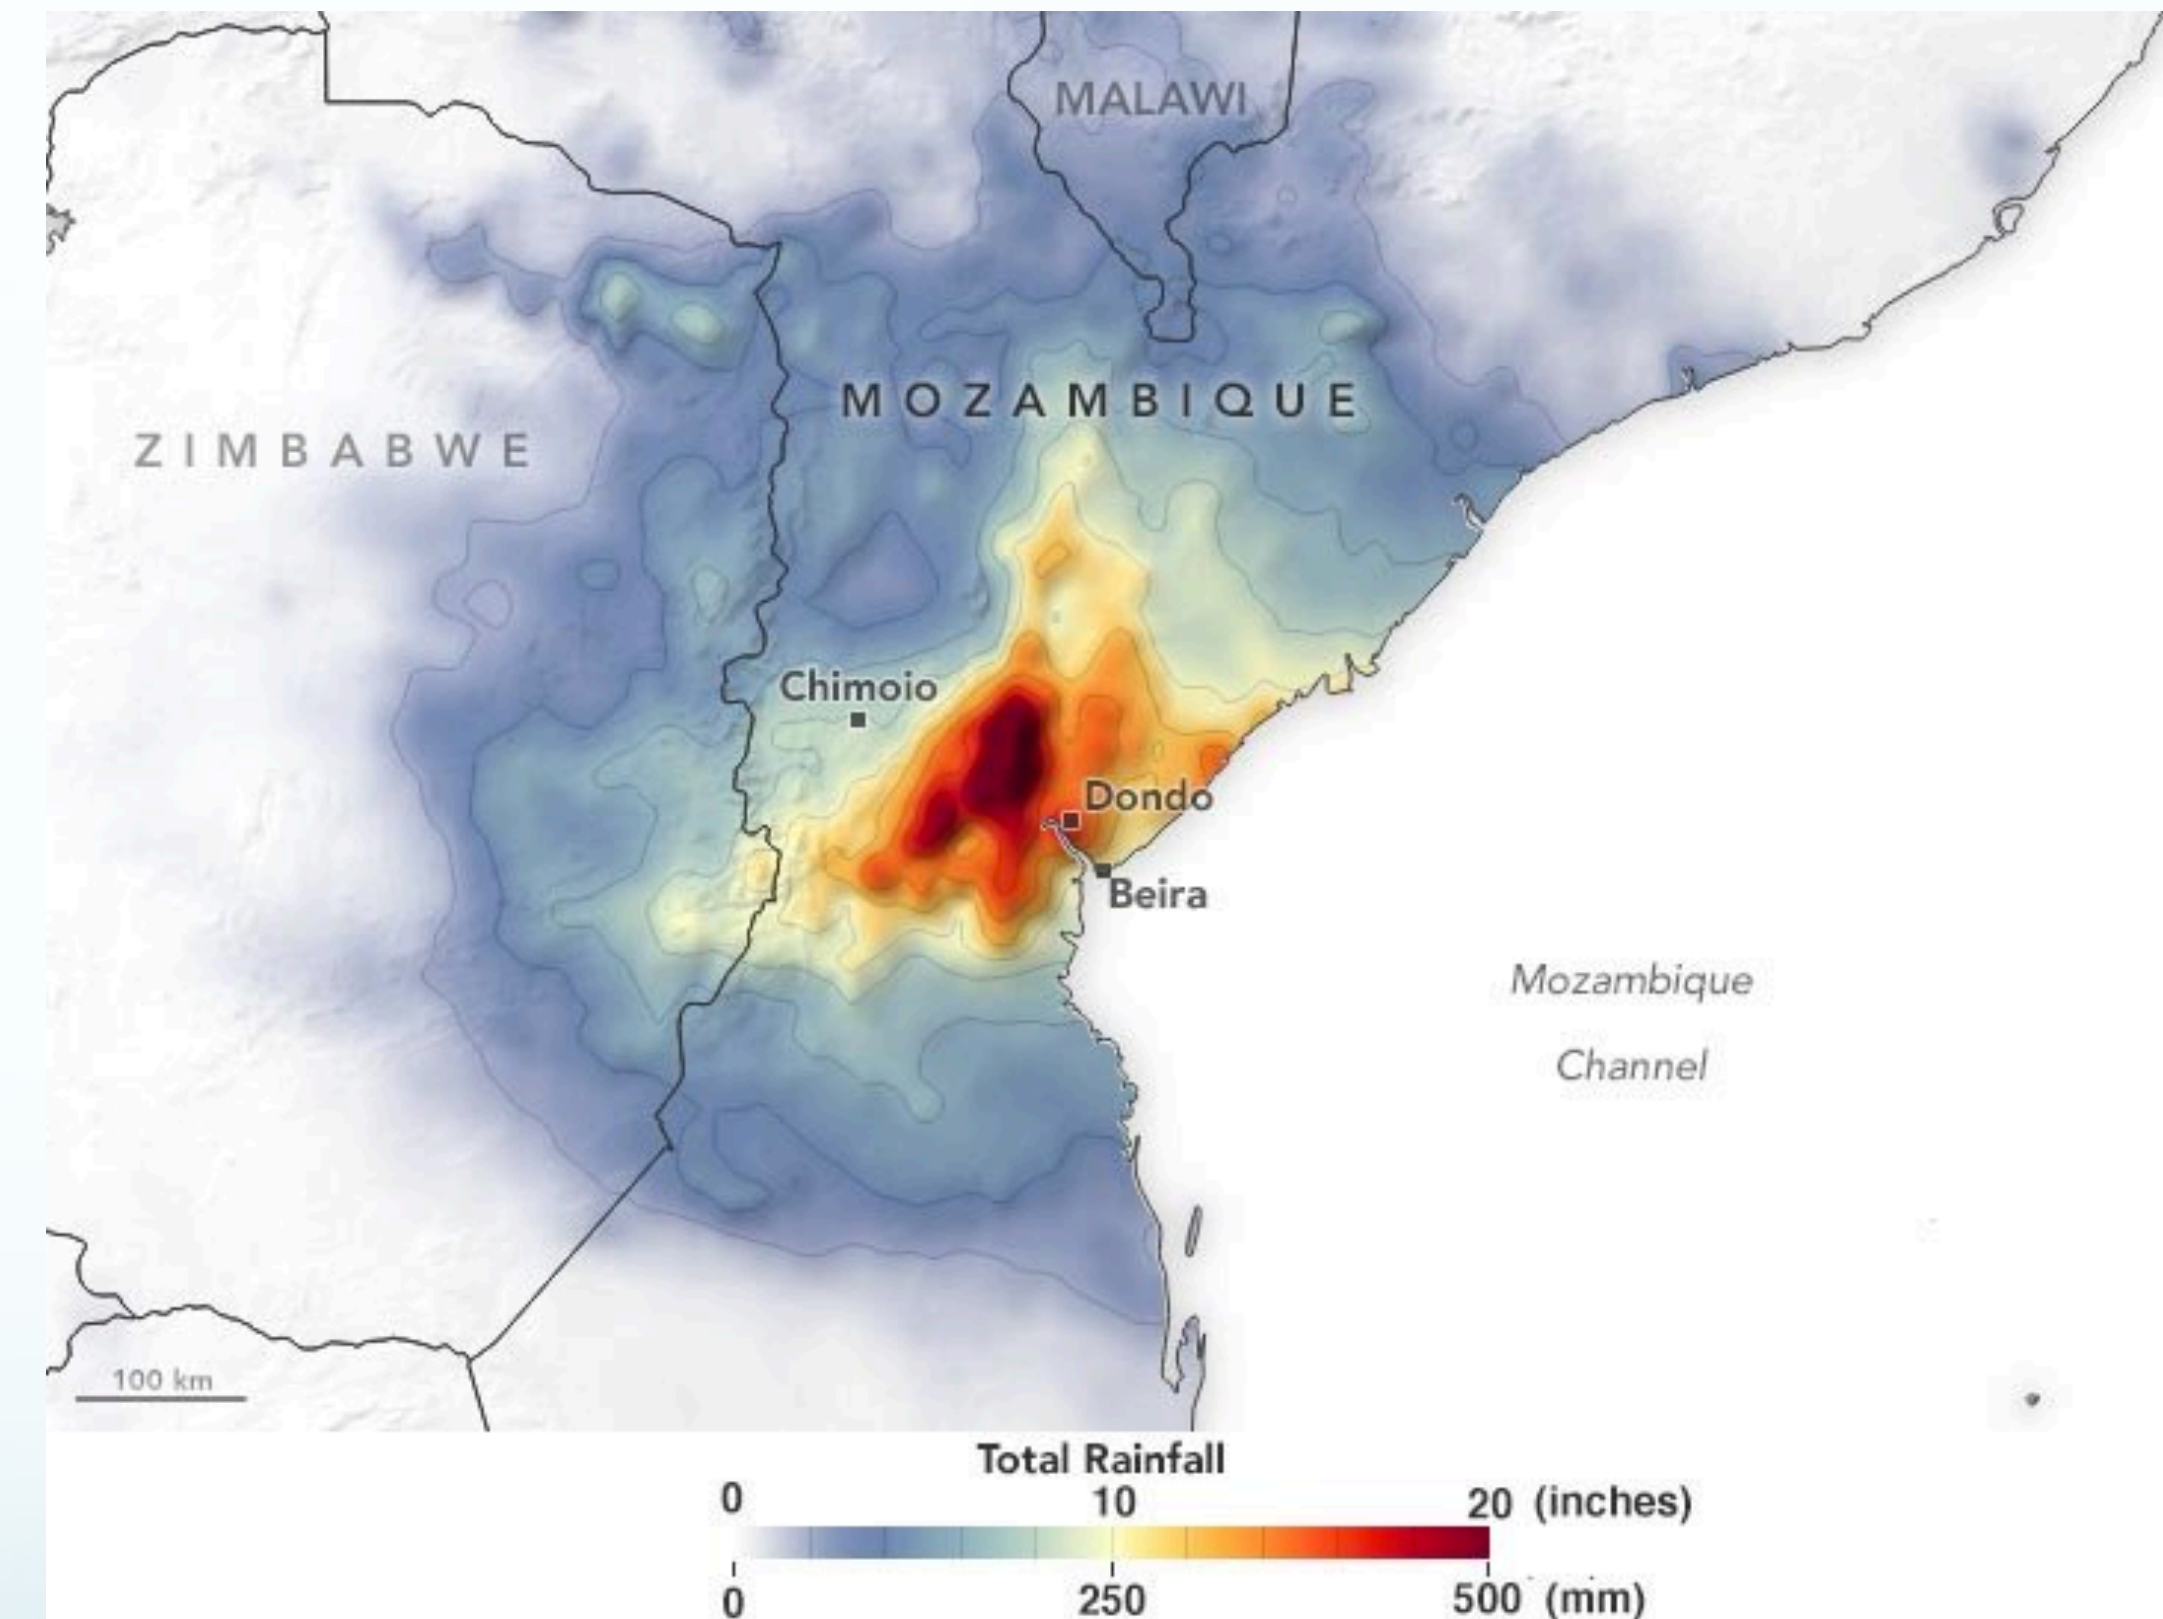 MALAWI
MOZAMBIQUE
ZIMBABWE
Chimoio
Dondo
Beira
Mozambique
Channel
100 km
Total Rainfall
0 10 20 (inches)
0 250 500 (mm)